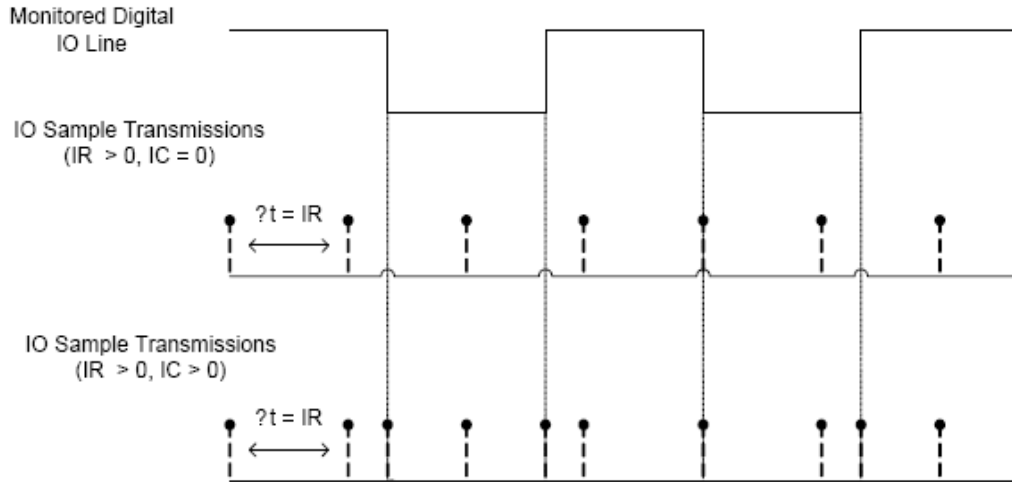 Monitored Digital
IO Line
IO Sample Transmissions
(IR > 0, IC = 0)
?t = IR
IO Sample Transmissions
(IR > 0, IC > 0)
?t = IR